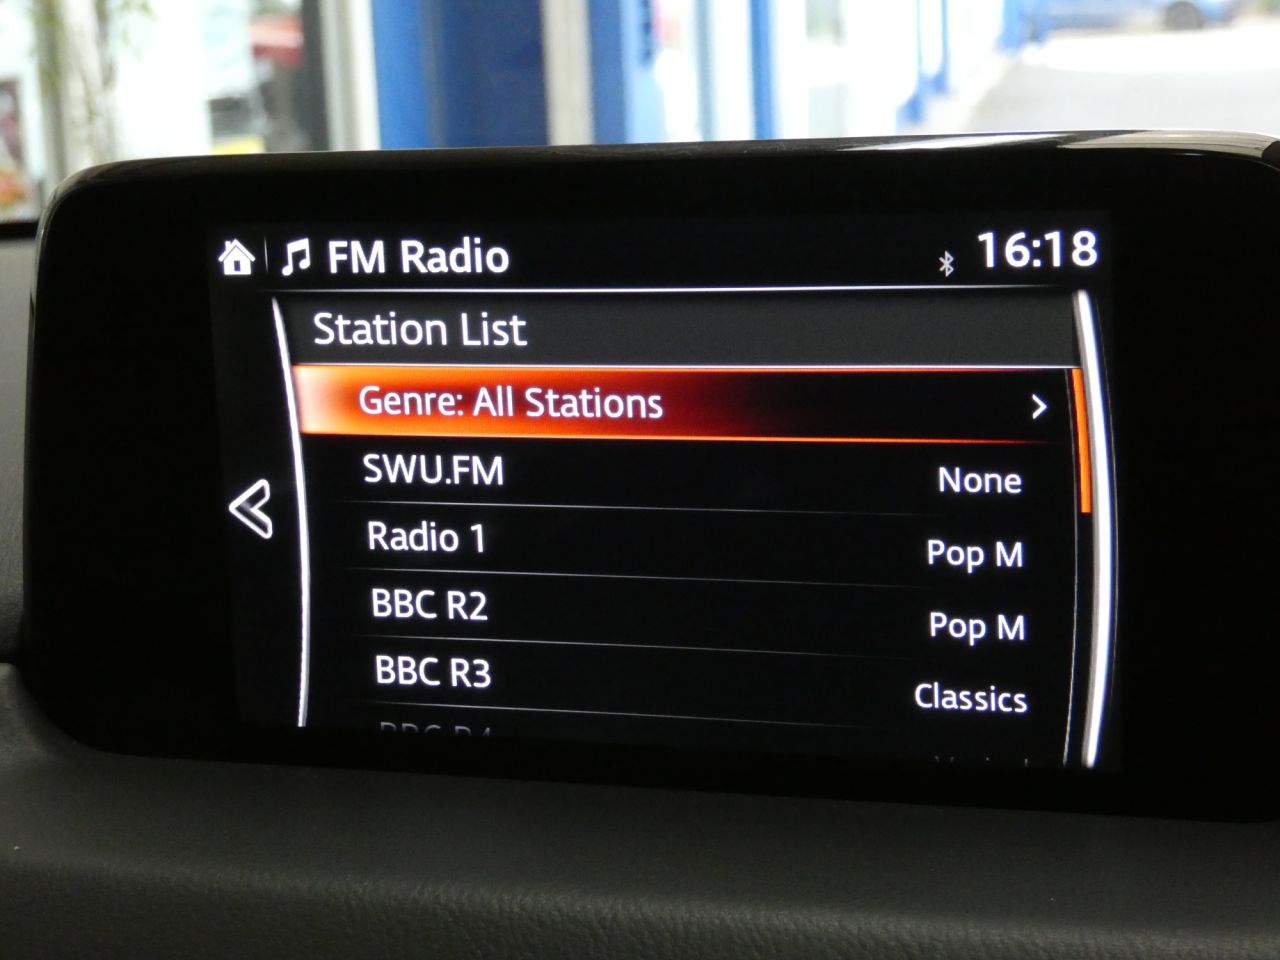 FM Radio 16:18
Station List
Genre: All Stations
SWU.FM None
Radio 1 Pop M
BBC R2 Pop M
BBC R3 Classics